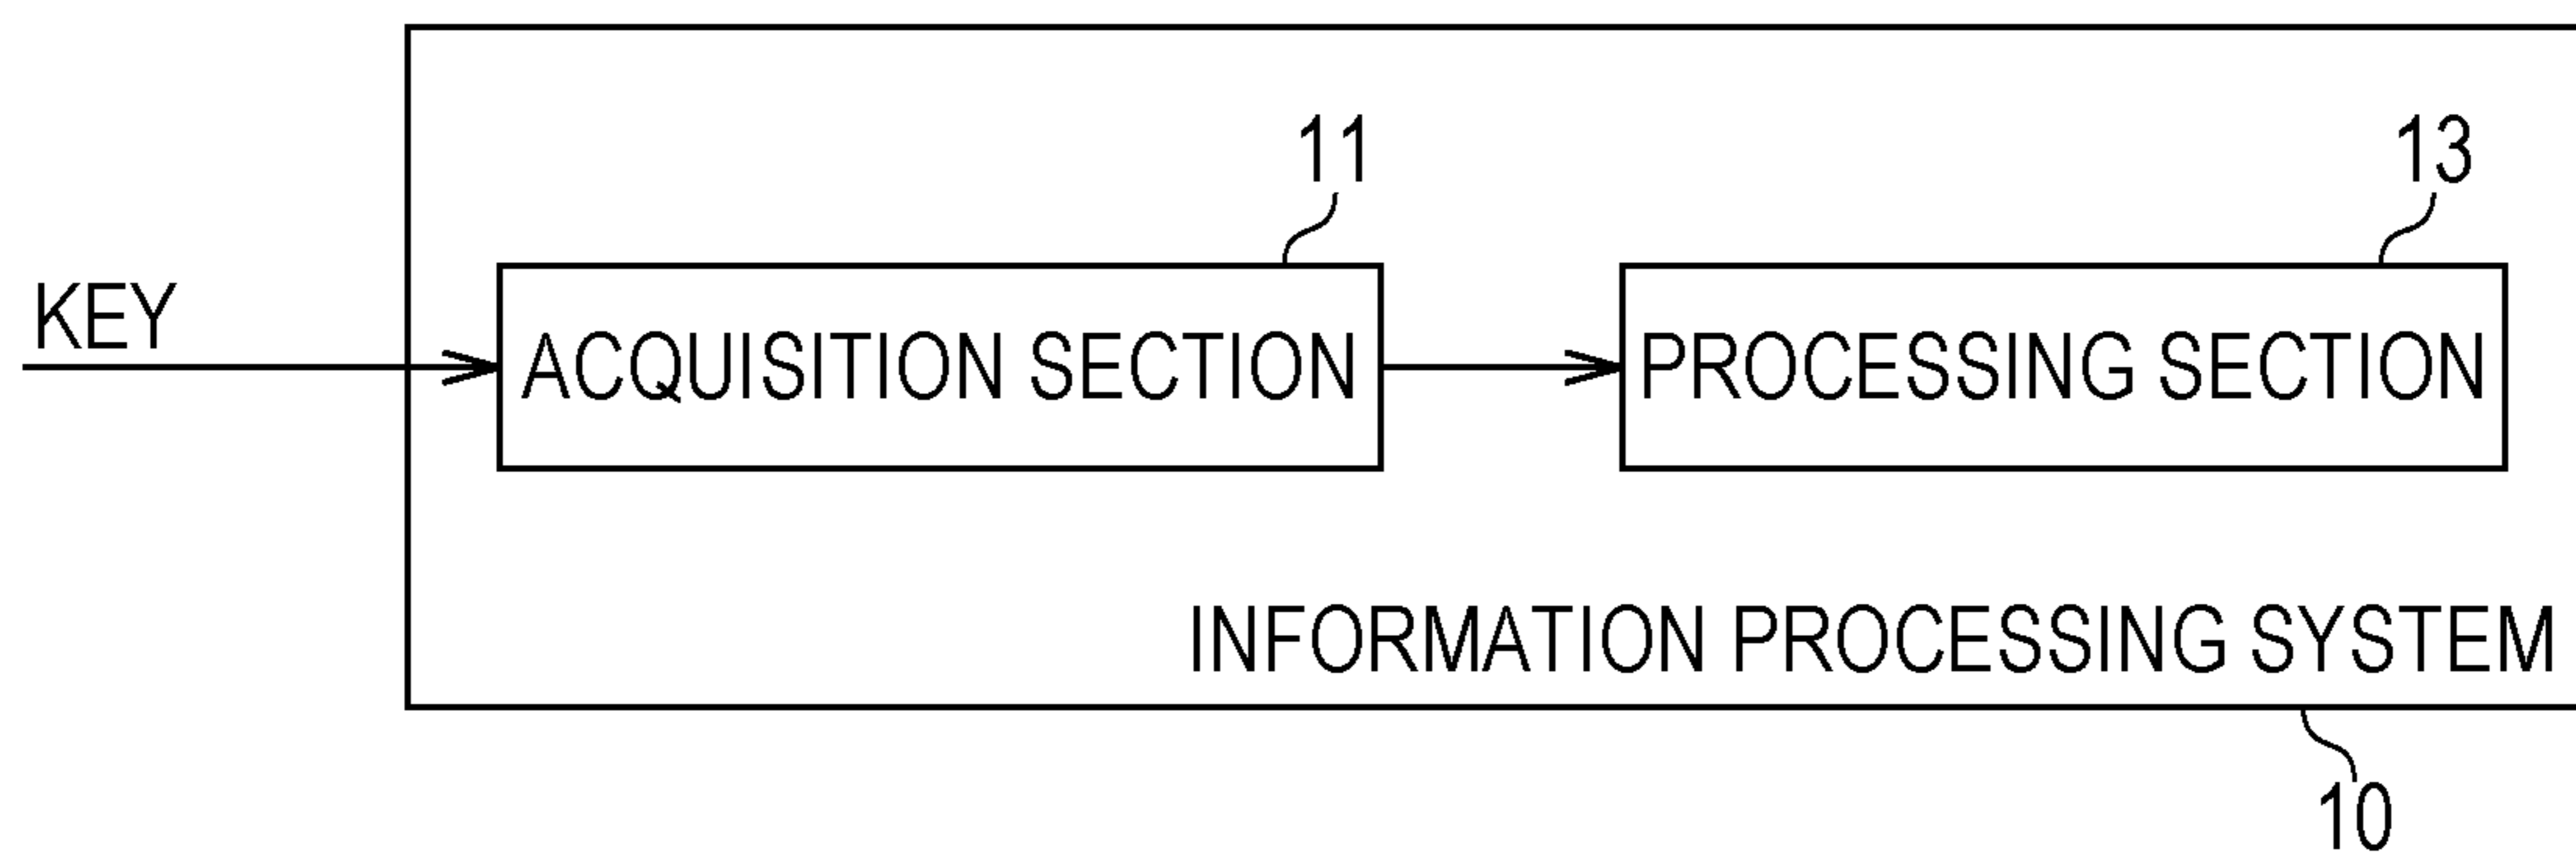 11
13
KEY
ACQUISITION SECTION
PROCESSING SECTION
INFORMATION PROCESSING SYSTEM
10